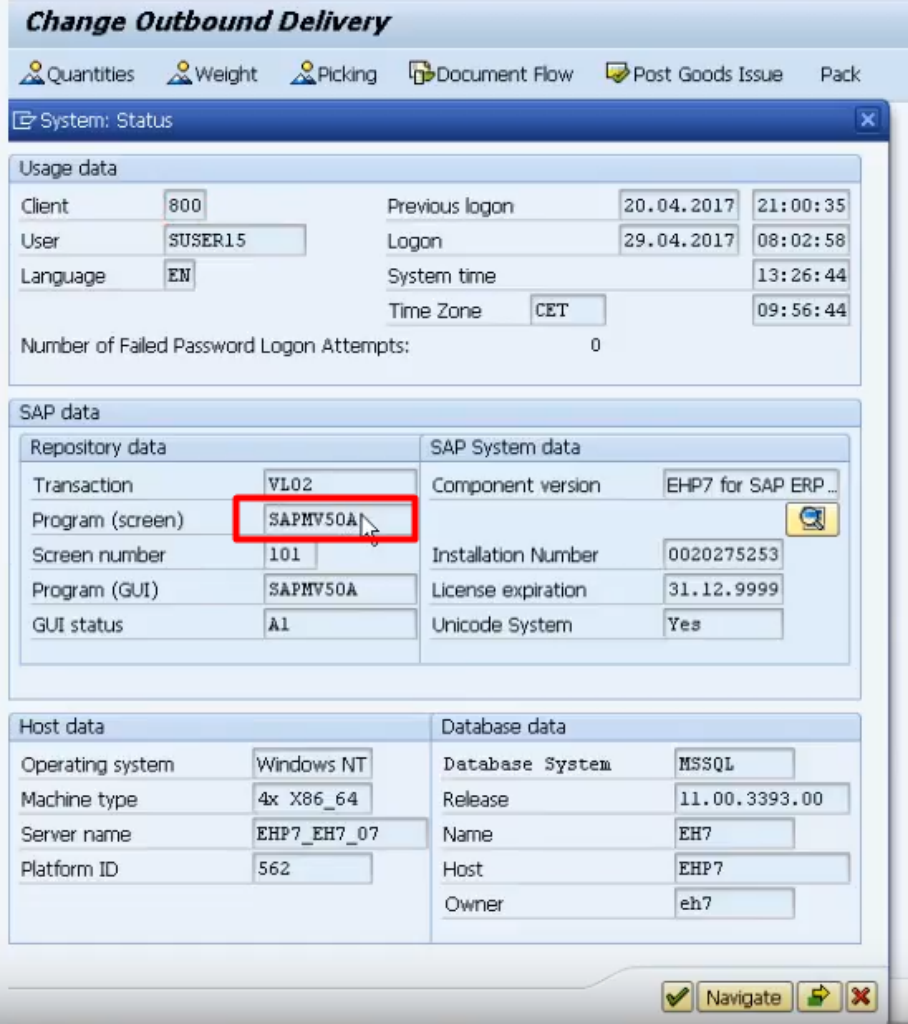 Change Outbound Delivery
Quantities Weight Picking Document Flow Post Goods Issue Pack
System: Status
Usage data
Client 800 Previous logon 20.04.2017 21:00:35
User SUSER15 Logon 29.04.2017 08:02:58
Language EN System time 13:26:44
Time Zone CET 09:56:44
Number of Failed Password Logon Attempts: 0
SAP data
Repository data SAP System data
Transaction VL02 Component version EHP7 for SAP ERP ...
Program (screen) SAPMV50A
Screen number 101 Installation Number 0020275253
Program (GUI) SAPMV50A License expiration 31.12.9999
GUI status A1 Unicode System Yes
Host data Database data
Operating system Windows NT Database System MSSQL
Machine type 4x X86_64 Release 11.00.3393.00
Server name EHP7_EH7_07 Name EH7
Platform ID 562 Host EHP7
Owner eh7
Navigate